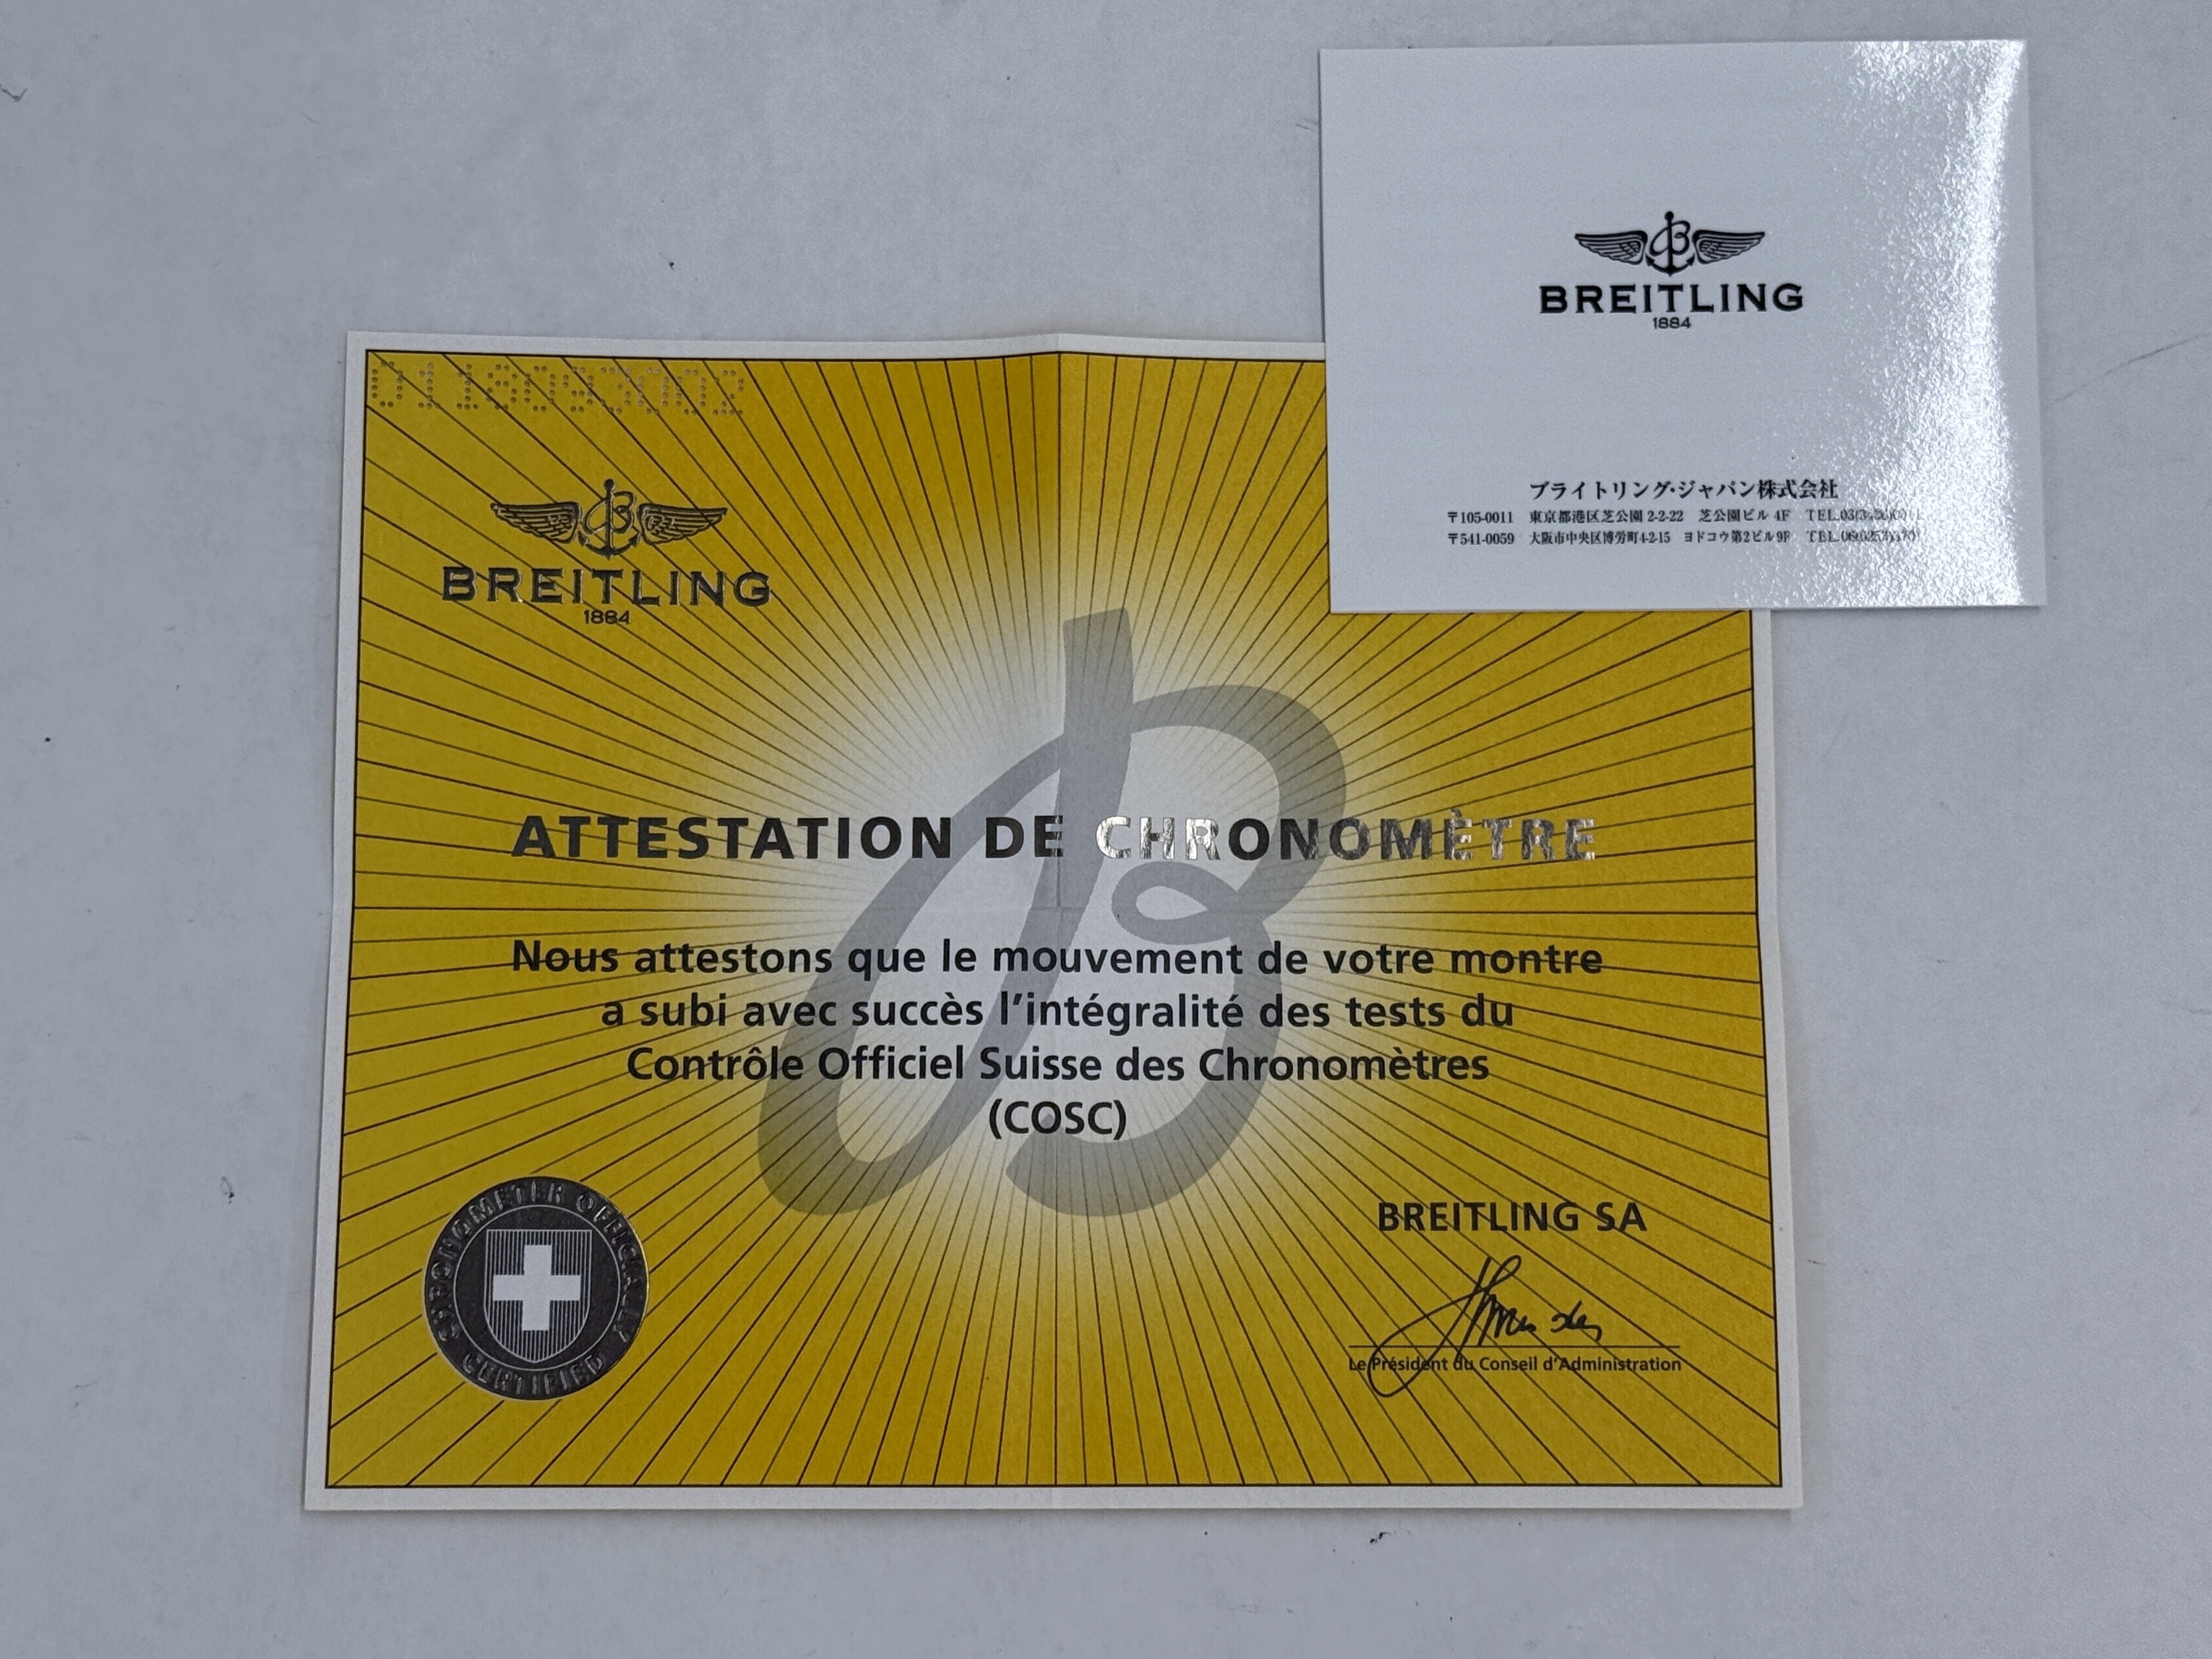 BREITLING
1884
ブライトリング・ジャパン株式会社
〒105-0011 東京都港区芝公園 2-2-22 芝公園ビル 4F
〒541-0059 大阪市中央区博労町4-2-15 ヨドコウ第2ビル9F
BREITLING
1884
ATTESTATION DE CHRONOMÈTRE
Nous attestons que le mouvement de votre montre
a subi avec succès l'intégralité des tests du
Contrôle Officiel Suisse des Chronomètres
(COSC)
CHRONOMETER OFFICIALLY
CERTIFIED
BREITLING SA
Le Président du Conseil d'Administration